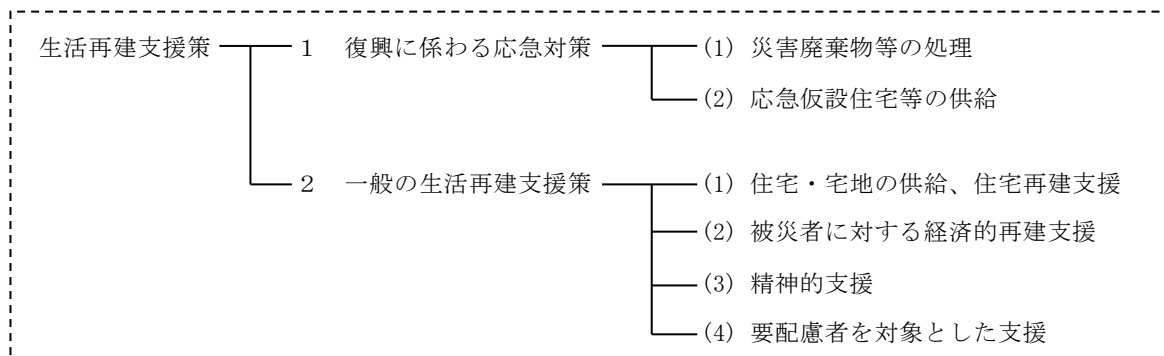 生活再建支援策 1 復興に係わる応急対策 (1) 災害廃棄物等の処理
(2) 応急仮設住宅等の供給
2 一般の生活再建支援策 (1) 住宅・宅地の供給、住宅再建支援
(2) 被災者に対する経済的再建支援
(3) 精神的支援
(4) 要配慮者を対象とした支援